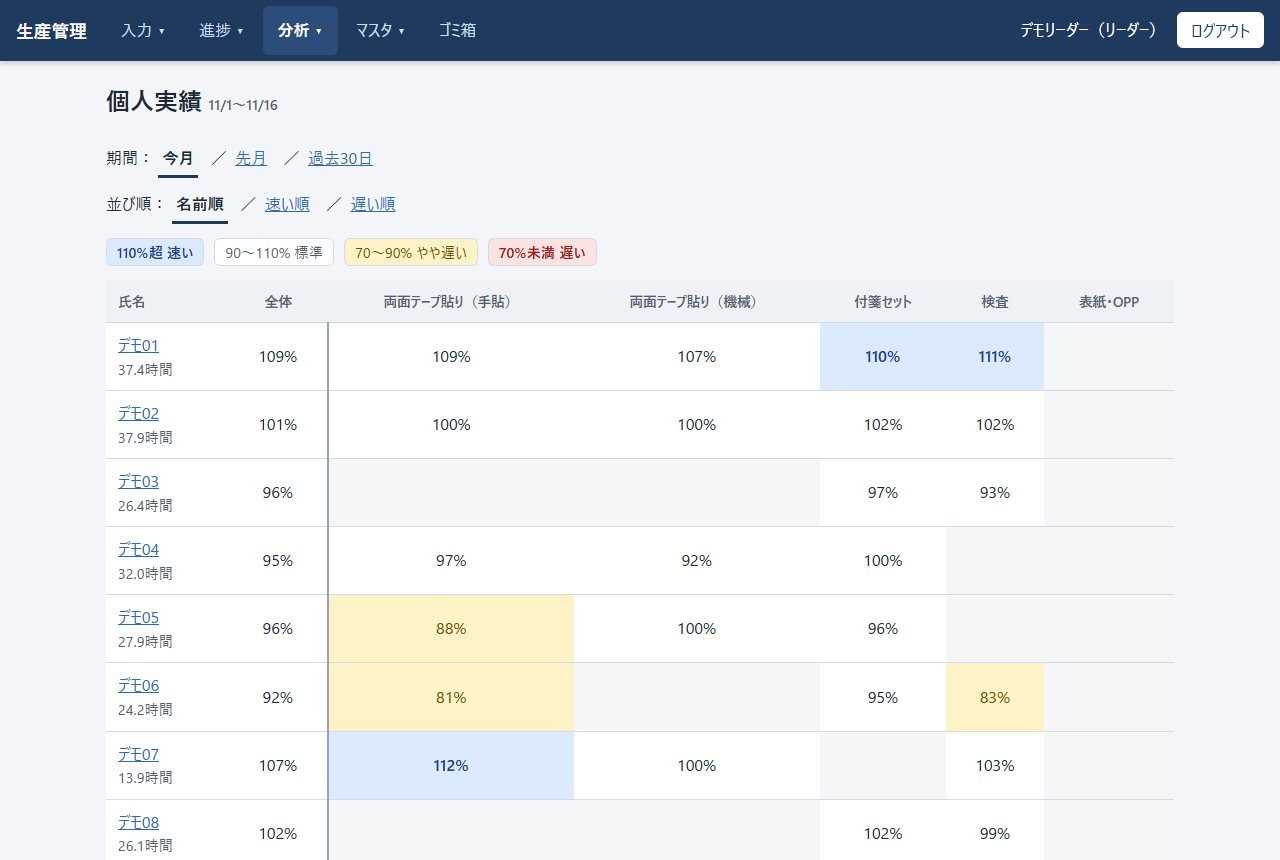 生産管理 入力 ▾ 進捗 ▾ 分析 ▾ マスタ ▾ ゴミ箱 デモリーダー（リーダー） ログアウト
個人実績 11/1～11/16
期間： 今月 ／ 先月 ／ 過去30日
並び順： 名前順 ／ 速い順 ／ 遅い順
110%超 速い 90～110% 標準 70～90% やや遅い 70%未満 遅い
氏名 全体 両面テープ貼り（手貼） 両面テープ貼り（機械） 付箋セット 検査 表紙・OPP
デモ01
37.4時間 109% 109% 107% 110% 111%
デモ02
37.9時間 101% 100% 100% 102% 102%
デモ03
26.4時間 96% 97% 93%
デモ04
32.0時間 95% 97% 92% 100%
デモ05
27.9時間 96% 88% 100% 96%
デモ06
24.2時間 92% 81% 95% 83%
デモ07
13.9時間 107% 112% 100% 103%
デモ08
26.1時間 102% 102% 99%